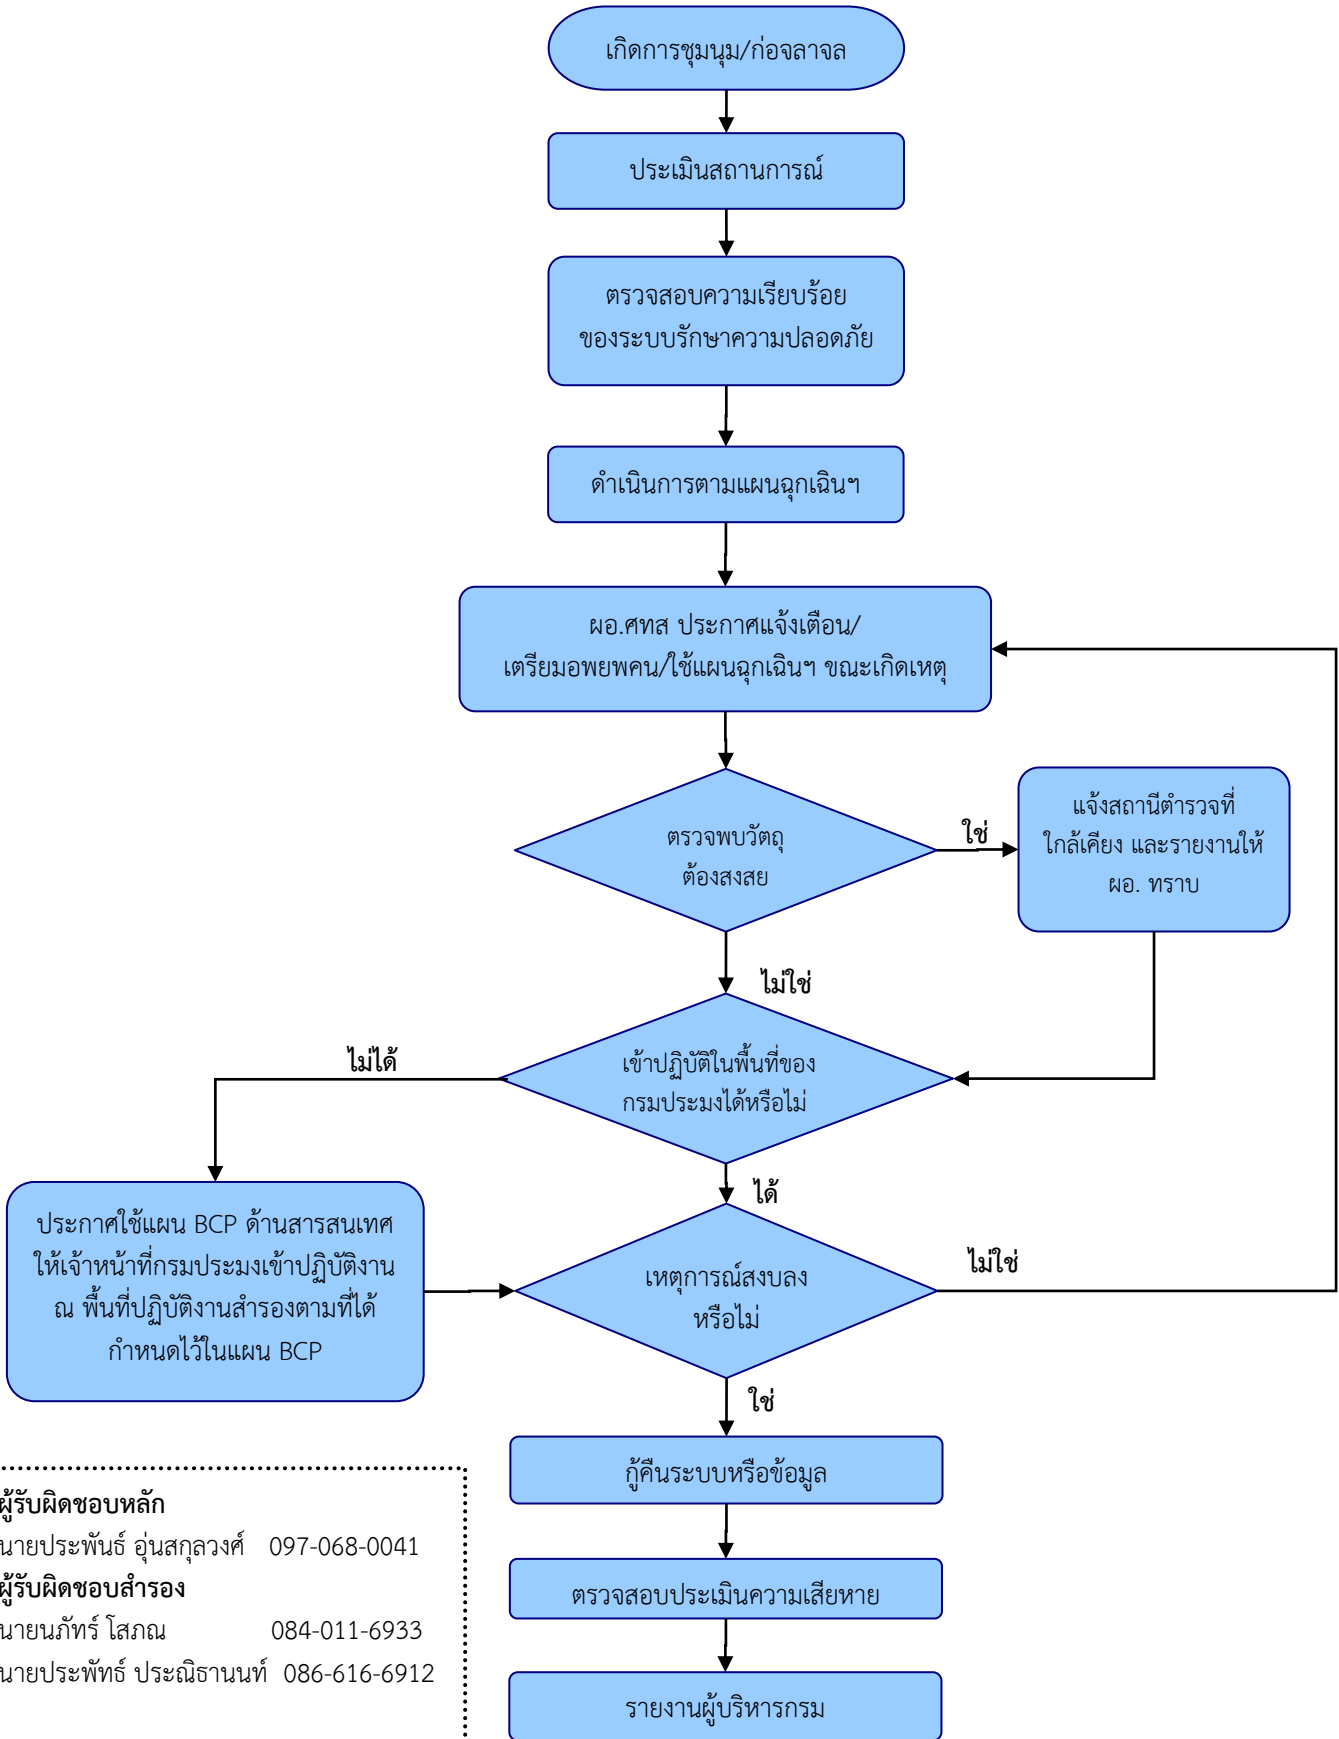 เกิดการชุมนุม/ก่อจลาจล
ประเมินสถานการณ์
ตรวจสอบความเรียบร้อย
ของระบบรักษาความปลอดภัย
ดำเนินการตามแผนฉุกเฉินฯ
ผอ.ศทส ประกาศแจ้งเตือน/
เตรียมอพยพคน/ใช้แผนฉุกเฉินฯ ขณะเกิดเหตุ
ตรวจพบวัตถุ
ต้องสงสย
ใช่
แจ้งสถานีตำรวจที่
ใกล้เคียง และรายงานให้
ผอ. ทราบ
ไม่ใช่
เข้าปฏิบัติในพื้นที่ของ
กรมประมงได้หรือไม่
ไม่ได้
ได้
ประกาศใช้แผน BCP ด้านสารสนเทศ
ให้เจ้าหน้าที่กรมประมงเข้าปฏิบัติงาน
ณ พื้นที่ปฏิบัติงานสำรองตามที่ได้
กำหนดไว้ในแผน BCP
เหตุการณ์สงบลง
หรือไม่
ไม่ใช่
ใช่
กู้คืนระบบหรือข้อมูล
ตรวจสอบประเมินความเสียหาย
รายงานผู้บริหารกรม
ผู้รับผิดชอบหลัก
นายประพันธ์ อุ่นสกุลวงศ์ 097-068-0041
ผู้รับผิดชอบสำรอง
นายนภัทร์ โสภณ 084-011-6933
นายประพัทธ์ ประณิธานนท์ 086-616-6912